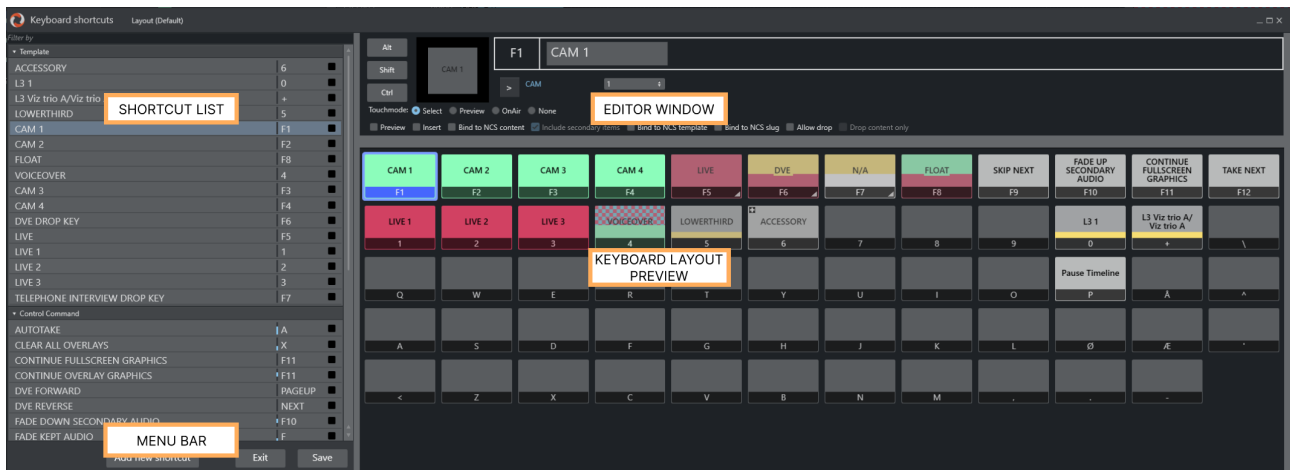 Keyboard shortcuts Layout (Default)
Filter by
Template
ACCESSORY 6
L3 1 0
L3 Viz trio A/Viz trio +
SHORTCUT LIST
LOWERTHIRD 5
CAM 1 F1
CAM 2 F2
FLOAT F8
VOICEOVER 4
CAM 3 F3
CAM 4 F4
DVE DROP KEY F6
LIVE F5
LIVE 1 1
LIVE 2 2
LIVE 3 3
TELEPHONE INTERVIEW DROP KEY F7
Control Command
AUTOTAKE A
CLEAR ALL OVERLAYS X
CONTINUE FULLSCREEN GRAPHICS F11
CONTINUE OVERLAY GRAPHICS F11
DVE FORWARD PAGEUP
DVE REVERSE NEXT
FADE DOWN SECONDARY AUDIO F10
FADE KEPT AUDIO F
MENU BAR
Add new shortcut Exit Save
Alt
Shift
Ctrl
CAM 1
F1 CAM 1
> CAM 1
Touchmode: Select Preview OnAir None
EDITOR WINDOW
Preview Insert Bind to NCS content Include secondary items Bind to NCS template Bind to NCS slug Allow drop Drop content only
CAM 1 CAM 2 CAM 3 CAM 4 LIVE DVE N/A FLOAT SKIP NEXT FADE UP SECONDARY AUDIO CONTINUE FULLSCREEN GRAPHICS TAKE NEXT
F1 F2 F3 F4 F5 F6 F7 F8 F9 F10 F11 F12
LIVE 1 LIVE 2 LIVE 3 VOICEOVER LOWERTHIRD ACCESSORY L3 1 L3 Viz trio A/ Viz trio A
1 2 3 4 5 6 7 8 9 0 + \
KEYBOARD LAYOUT
PREVIEW
Pause Timeline
Q W E R T Y U I O P Å ^
A S D F G H J K L Ø Æ '
< Z X C V B N M , . -